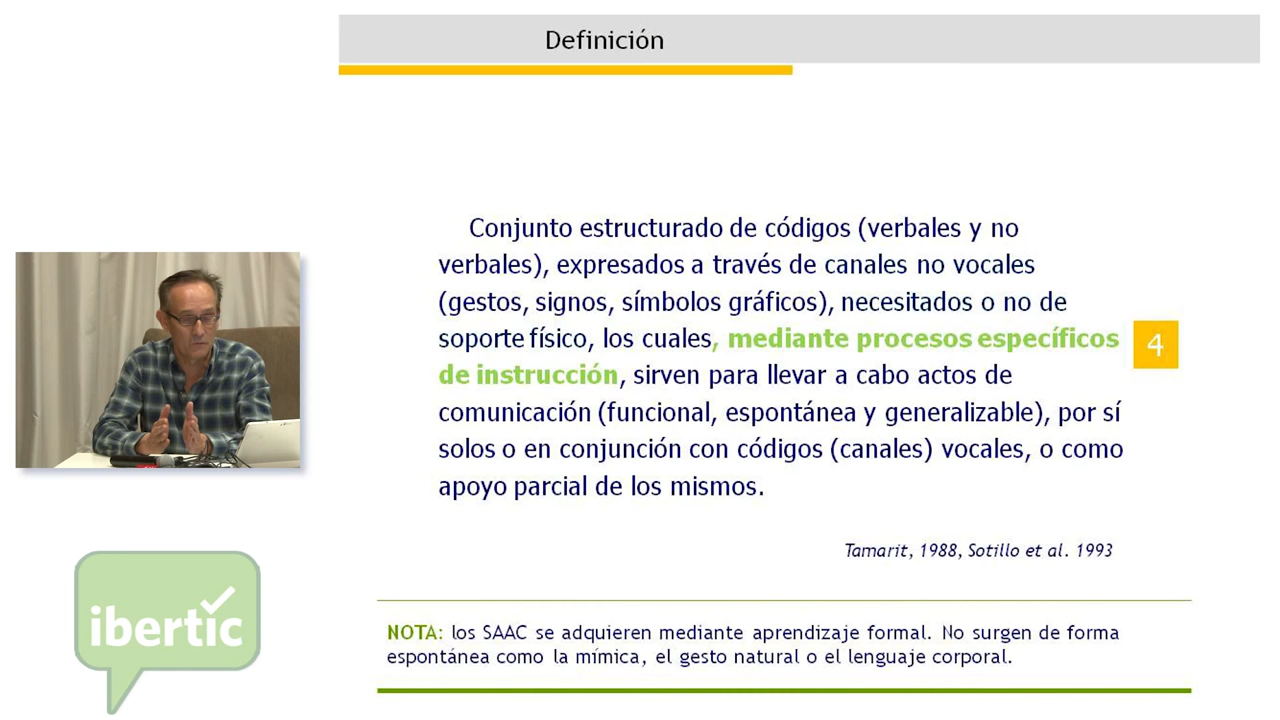 Definición
Conjunto estructurado de códigos (verbales y no
verbales), expresados a través de canales no vocales
(gestos, signos, símbolos gráficos), necesitados o no de
soporte físico, los cuales, mediante procesos específicos
de instrucción, sirven para llevar a cabo actos de
comunicación (funcional, espontánea y generalizable), por sí
solos o en conjunción con códigos (canales) vocales, o como
apoyo parcial de los mismos.
4
Tamarit, 1988, Sotillo et al. 1993
NOTA: los SAAC se adquieren mediante aprendizaje formal. No surgen de forma
espontánea como la mímica, el gesto natural o el lenguaje corporal.
ibertic